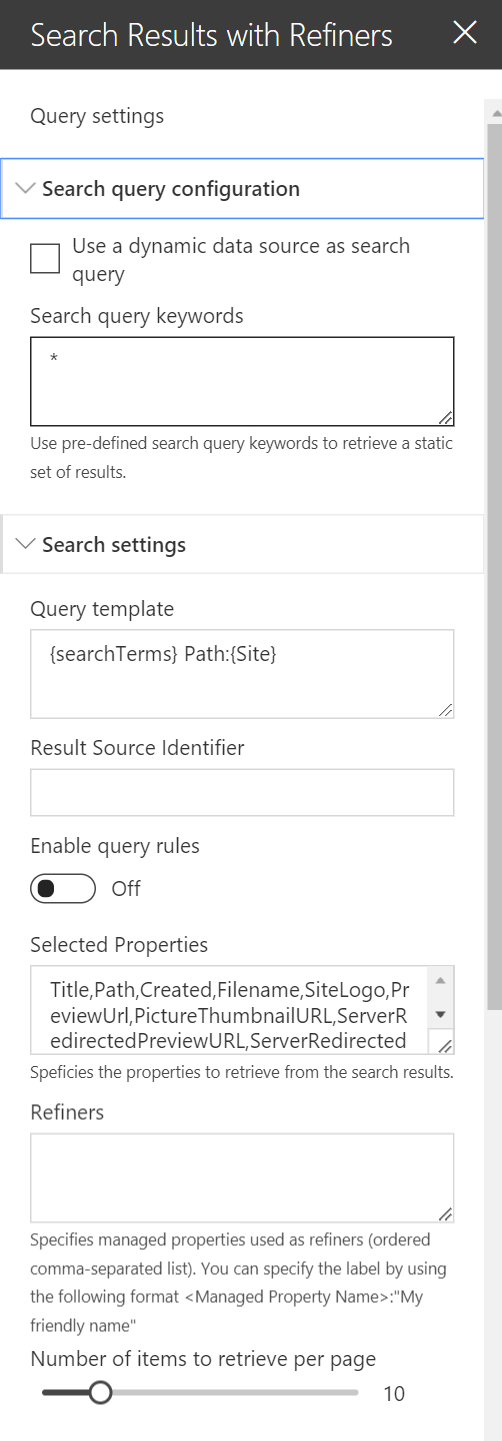 Search Results with Refiners
Query settings
Search query configuration
Use a dynamic data source as search
query
Search query keywords
*
Use pre-defined search query keywords to retrieve a static
set of results.
Search settings
Query template
{searchTerms} Path:{Site}
Result Source Identifier
Enable query rules
Off
Selected Properties
Title,Path,Created,Filename,SiteLogo,Pr
eviewUrl,PictureThumbnailURL,ServerR
edirectedPreviewURL,ServerRedirected
Speficies the properties to retrieve from the search results.
Refiners
Specifies managed properties used as refiners (ordered
comma-separated list). You can specify the label by using
the following format <Managed Property Name>:"My
friendly name"
Number of items to retrieve per page
10